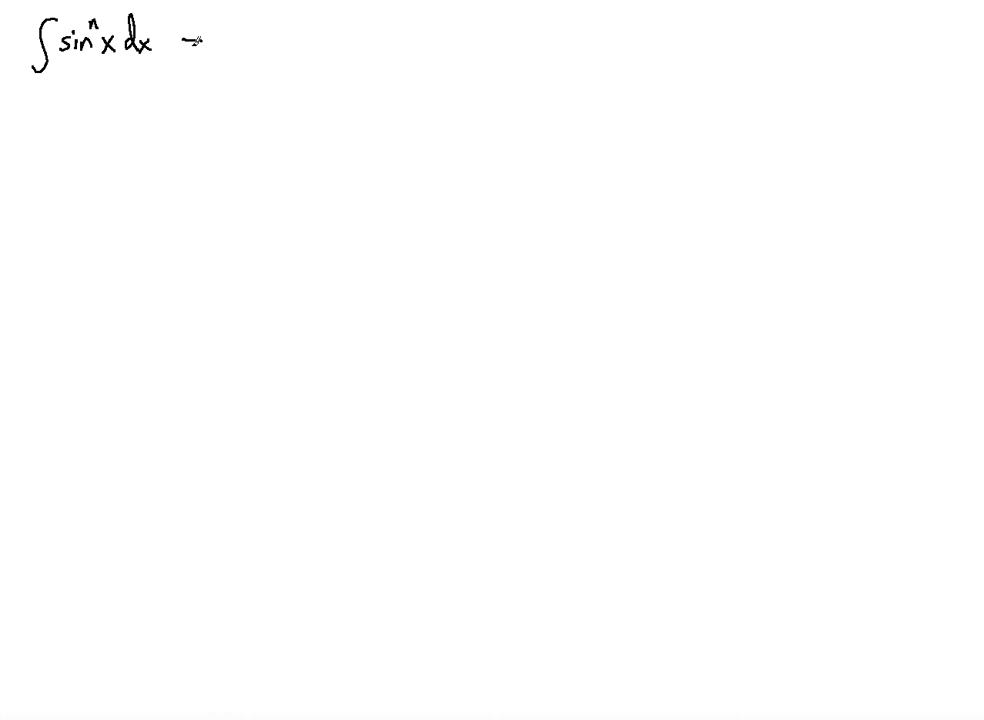 ∫ sinⁿx dx -